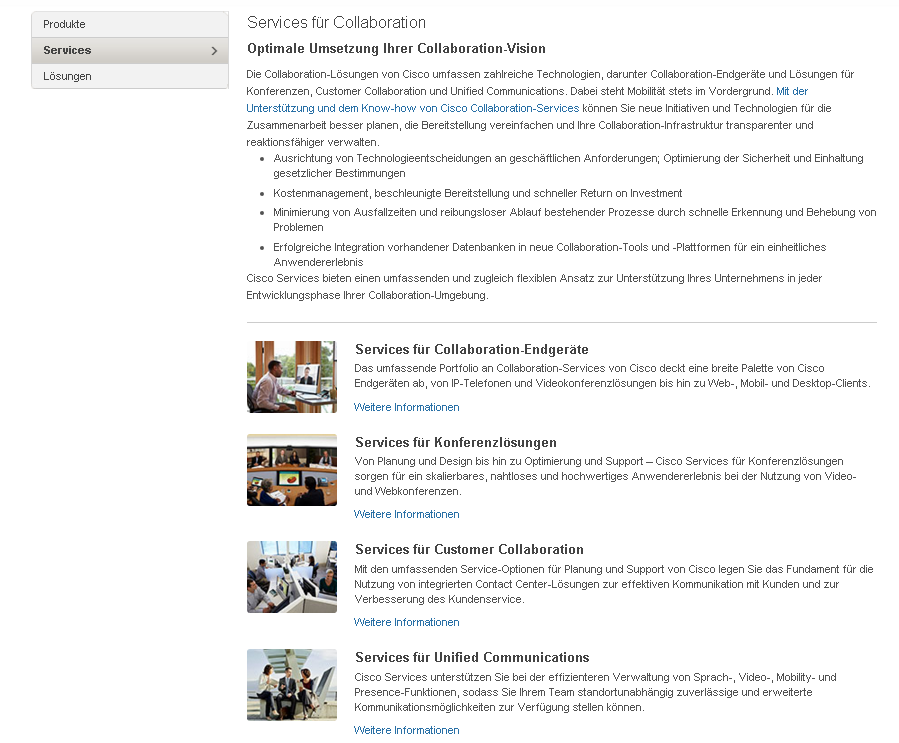 Produkte
Services
Lösungen
Services für Collaboration
Optimale Umsetzung Ihrer Collaboration-Vision
Die Collaboration-Lösungen von Cisco umfassen zahlreiche Technologien, darunter Collaboration-Endgeräte und Lösungen für
Konferenzen, Customer Collaboration und Unified Communications. Dabei steht Mobilität stets im Vordergrund. Mit der
Unterstützung und dem Know-how von Cisco Collaboration-Services können Sie neue Initiativen und Technologien für die
Zusammenarbeit besser planen, die Bereitstellung vereinfachen und Ihre Collaboration-Infrastruktur transparenter und
reaktionsfähiger verwalten.
• Ausrichtung von Technologieentscheidungen an geschäftlichen Anforderungen; Optimierung der Sicherheit und Einhaltung
gesetzlicher Bestimmungen
• Kostenmanagement, beschleunigte Bereitstellung und schneller Return on Investment
• Minimierung von Ausfallzeiten und reibungsloser Ablauf bestehender Prozesse durch schnelle Erkennung und Behebung von
Problemen
• Erfolgreiche Integration vorhandener Datenbanken in neue Collaboration-Tools und -Plattformen für ein einheitliches
Anwendererlebnis
Cisco Services bieten einen umfassenden und zugleich flexiblen Ansatz zur Unterstützung Ihres Unternehmens in jeder
Entwicklungsphase Ihrer Collaboration-Umgebung.
Services für Collaboration-Endgeräte
Das umfassende Portfolio an Collaboration-Services von Cisco deckt eine breite Palette von Cisco
Endgeräten ab, von IP-Telefonen und Videokonferenzlösungen bis hin zu Web-, Mobil- und Desktop-Clients.
Weitere Informationen
Services für Konferenzlösungen
Von Planung und Design bis hin zu Optimierung und Support – Cisco Services für Konferenzlösungen
sorgen für ein skalierbares, nahtloses und hochwertiges Anwendererlebnis bei der Nutzung von Video-
und Webkonferenzen.
Weitere Informationen
Services für Customer Collaboration
Mit den umfassenden Service-Optionen für Planung und Support von Cisco legen Sie das Fundament für die
Nutzung von integrierten Contact Center-Lösungen zur effektiven Kommunikation mit Kunden und zur
Verbesserung des Kundenservice.
Weitere Informationen
Services für Unified Communications
Cisco Services unterstützen Sie bei der effizienteren Verwaltung von Sprach-, Video-, Mobility- und
Presence-Funktionen, sodass Sie Ihrem Team standortunabhängig zuverlässige und erweiterte
Kommunikationsmöglichkeiten zur Verfügung stellen können.
Weitere Informationen